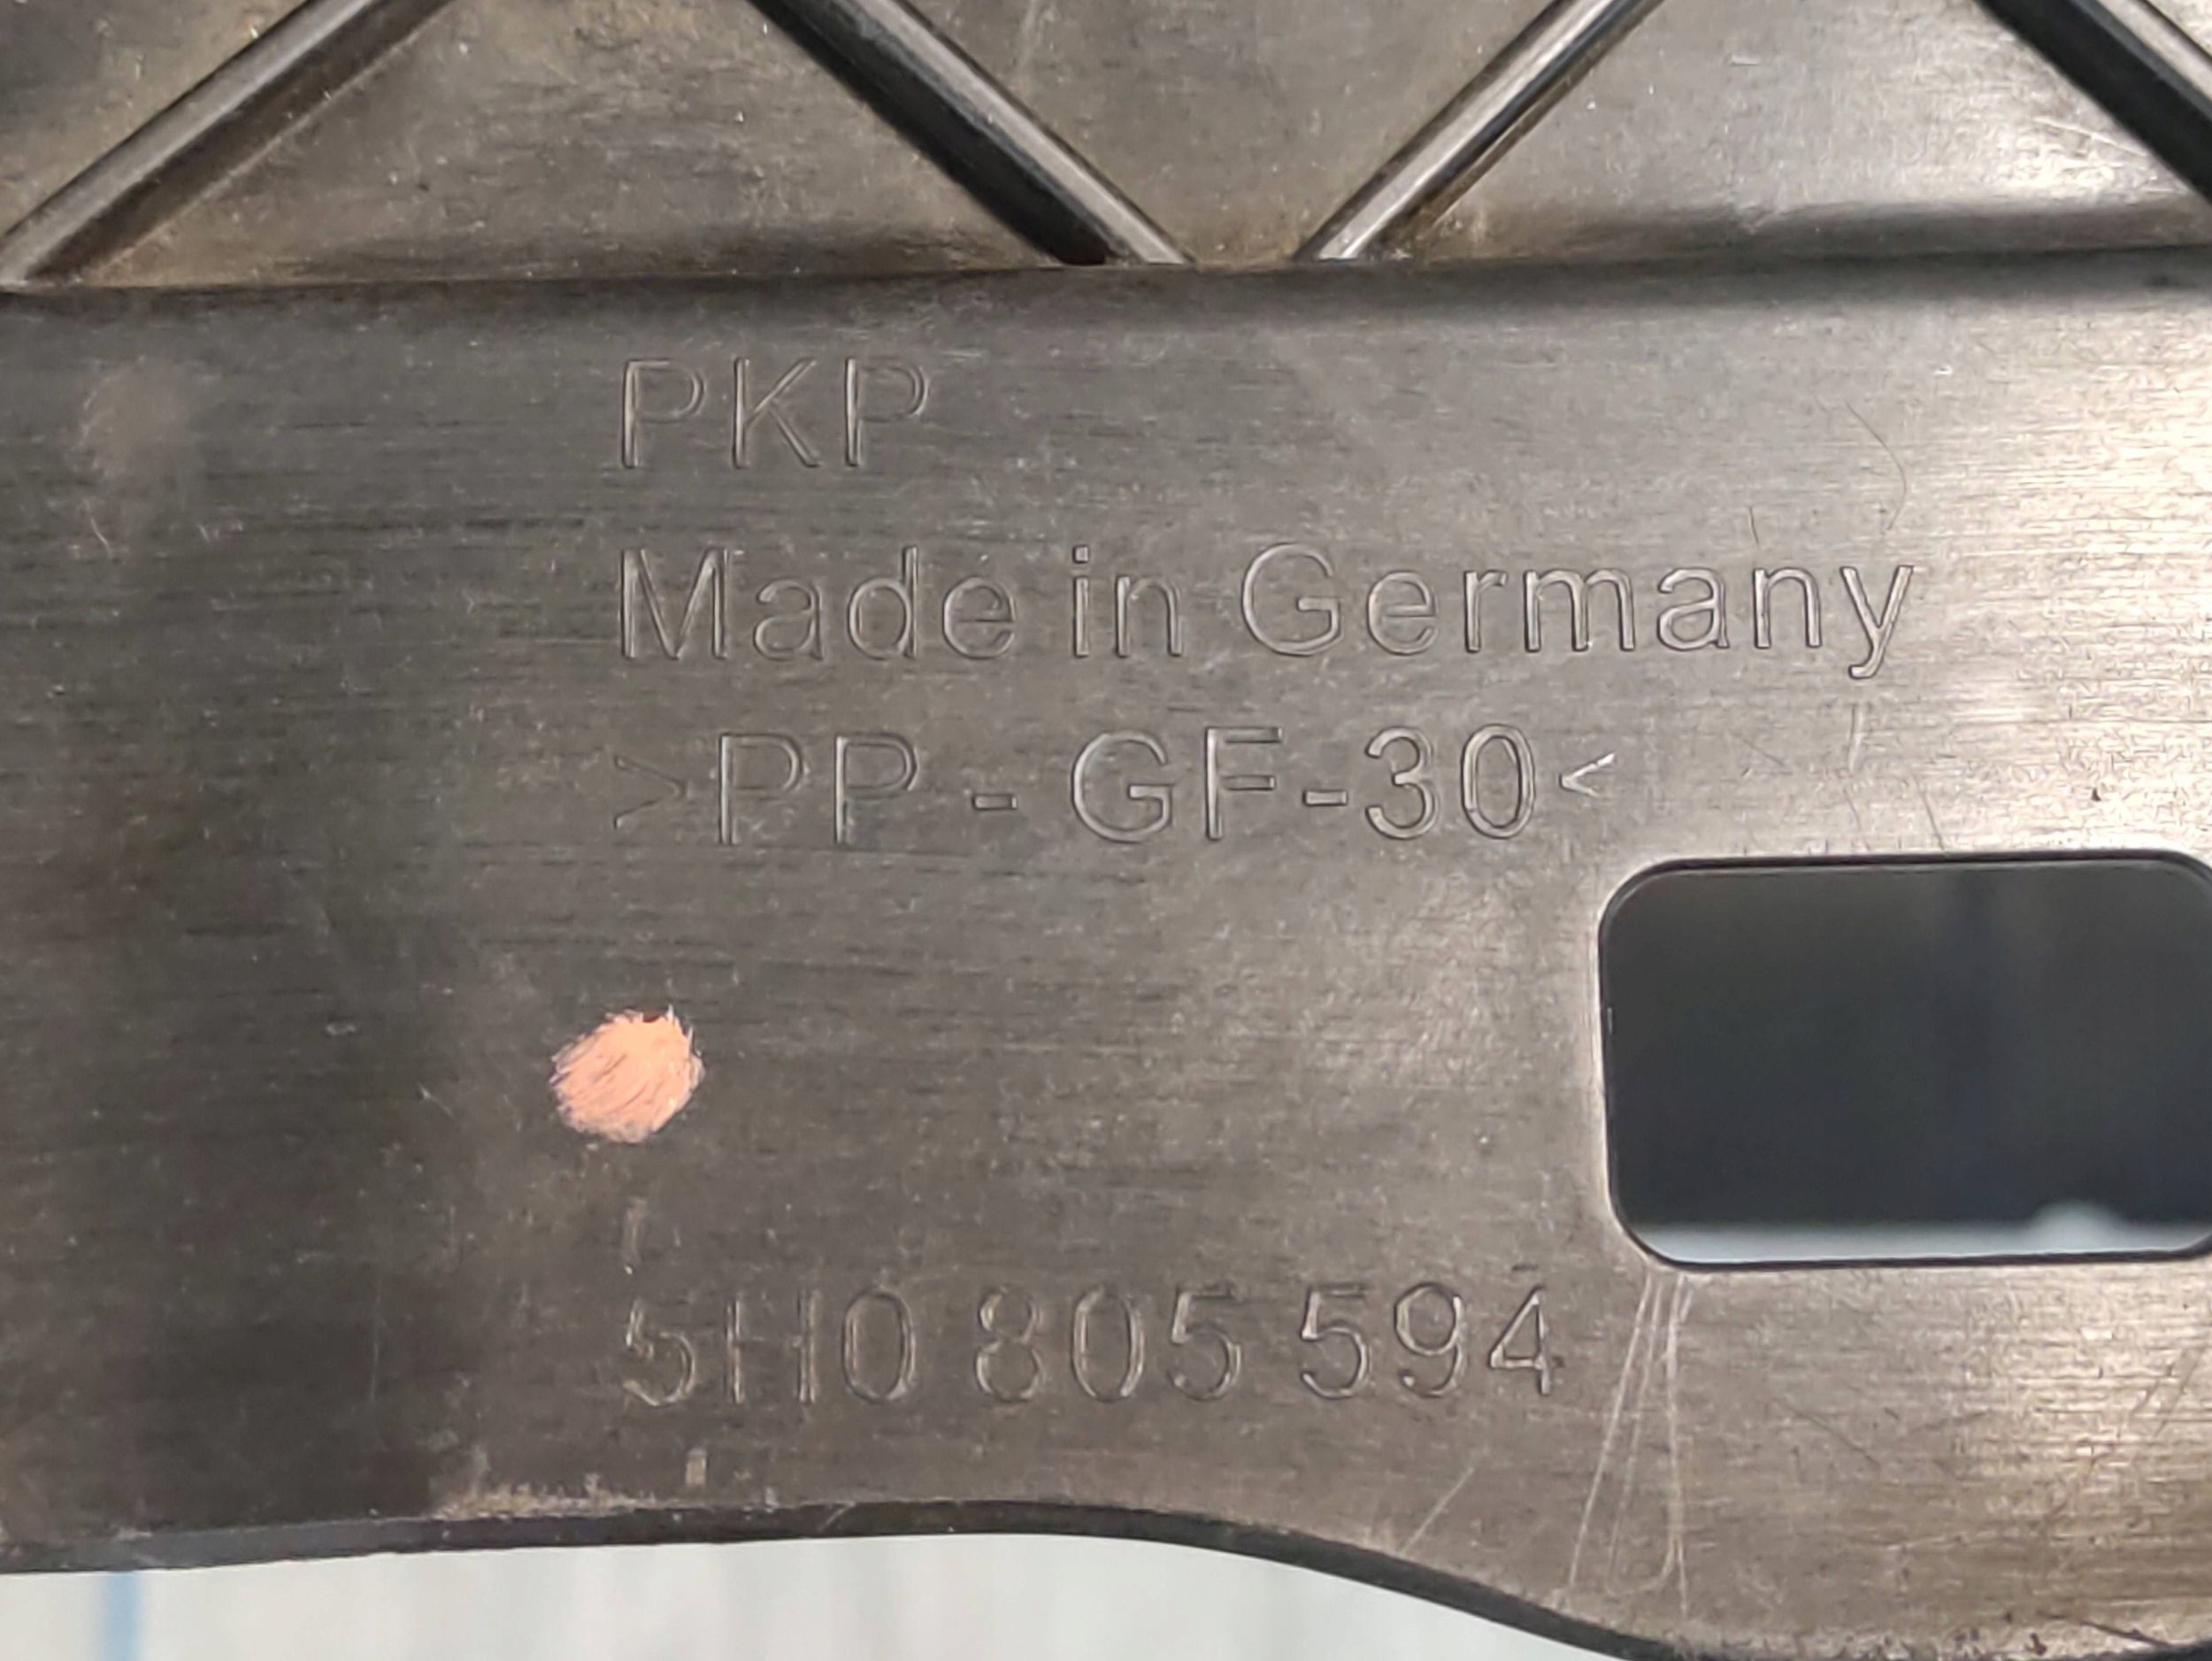 PKP
Made in Germany
>PP - GF-30<
5H0 805 594